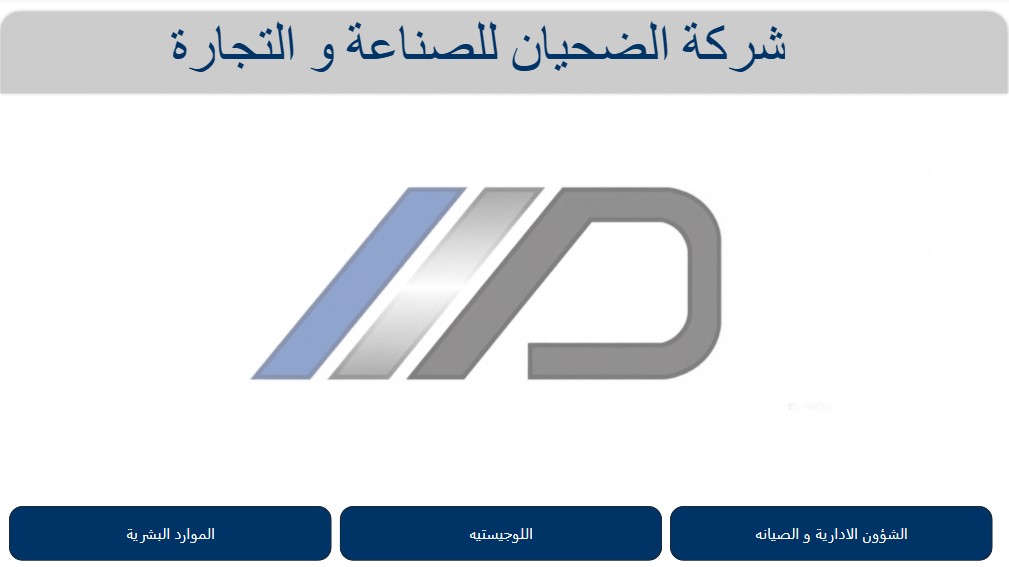 شركة الضحيان للصناعة و التجارة
الشؤون الادارية و الصيانه
اللوجيستيه
الموارد البشرية